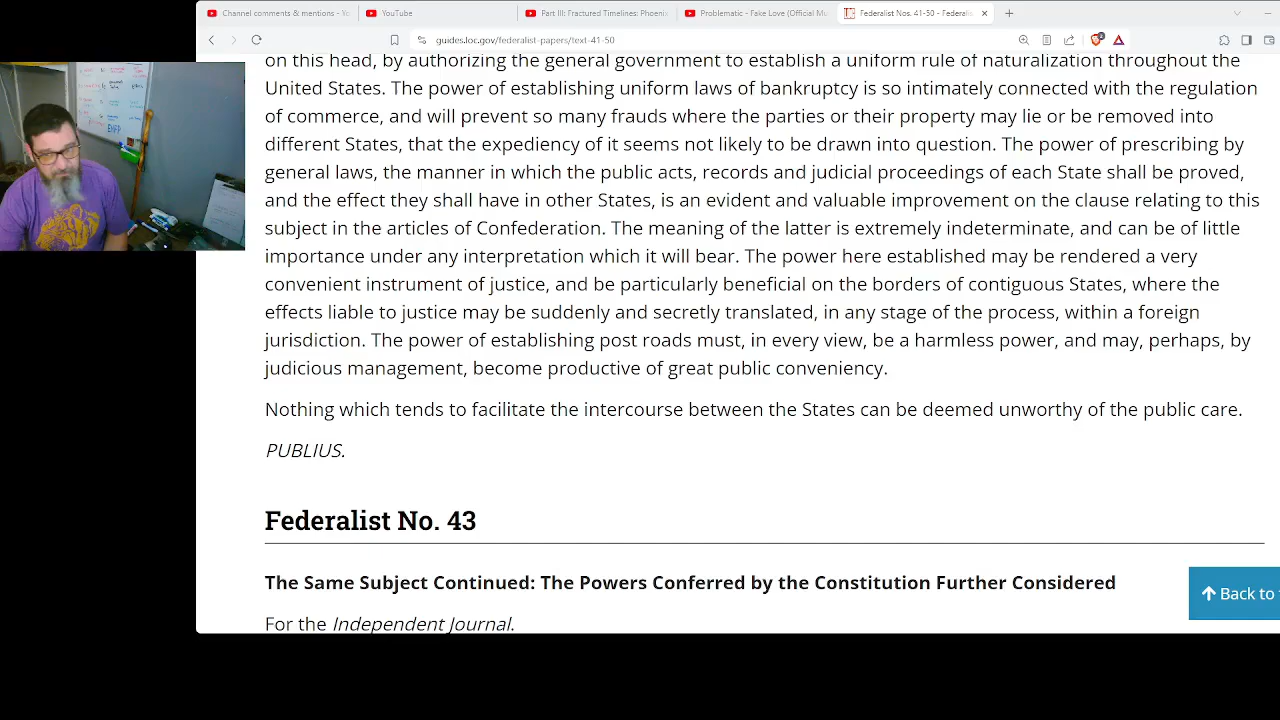 Channel comments & mentions - Yo
YouTube
Part III: Fractured Timelines: Phoenix
Problematic - Fake Love (Official Mu
Federalist Nos. 41-50 - Federalis
guides.loc.gov/federalist-papers/text-41-50
on this head, by authorizing the general government to establish a uniform rule of naturalization throughout the
United States. The power of establishing uniform laws of bankruptcy is so intimately connected with the regulation
of commerce, and will prevent so many frauds where the parties or their property may lie or be removed into
different States, that the expediency of it seems not likely to be drawn into question. The power of prescribing by
general laws, the manner in which the public acts, records and judicial proceedings of each State shall be proved,
and the effect they shall have in other States, is an evident and valuable improvement on the clause relating to this
subject in the articles of Confederation. The meaning of the latter is extremely indeterminate, and can be of little
importance under any interpretation which it will bear. The power here established may be rendered a very
convenient instrument of justice, and be particularly beneficial on the borders of contiguous States, where the
effects liable to justice may be suddenly and secretly translated, in any stage of the process, within a foreign
jurisdiction. The power of establishing post roads must, in every view, be a harmless power, and may, perhaps, by
judicious management, become productive of great public conveniency.
Nothing which tends to facilitate the intercourse between the States can be deemed unworthy of the public care.
PUBLIUS.
Federalist No. 43
The Same Subject Continued: The Powers Conferred by the Constitution Further Considered
Back to
For the Independent Journal.